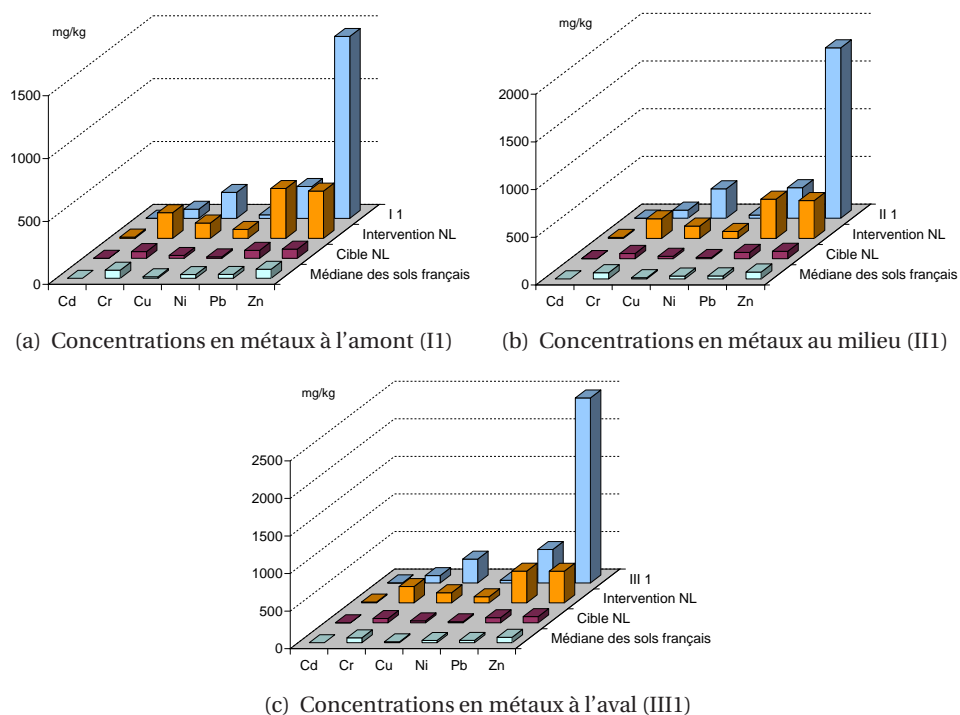 mg/kg
1500
1000
500
0
Cd Cr Cu Ni Pb Zn
I 1
Intervention NL
Cible NL
Médiane des sols français
(a) Concentrations en métaux à l'amont (I1)
mg/kg
2000
1500
1000
500
0
Cd Cr Cu Ni Pb Zn
II 1
Intervention NL
Cible NL
Médiane des sols français
(b) Concentrations en métaux au milieu (II1)
mg/kg
2500
2000
1500
1000
500
0
Cd Cr Cu Ni Pb Zn
III 1
Intervention NL
Cible NL
Médiane des sols français
(c) Concentrations en métaux à l'aval (III1)